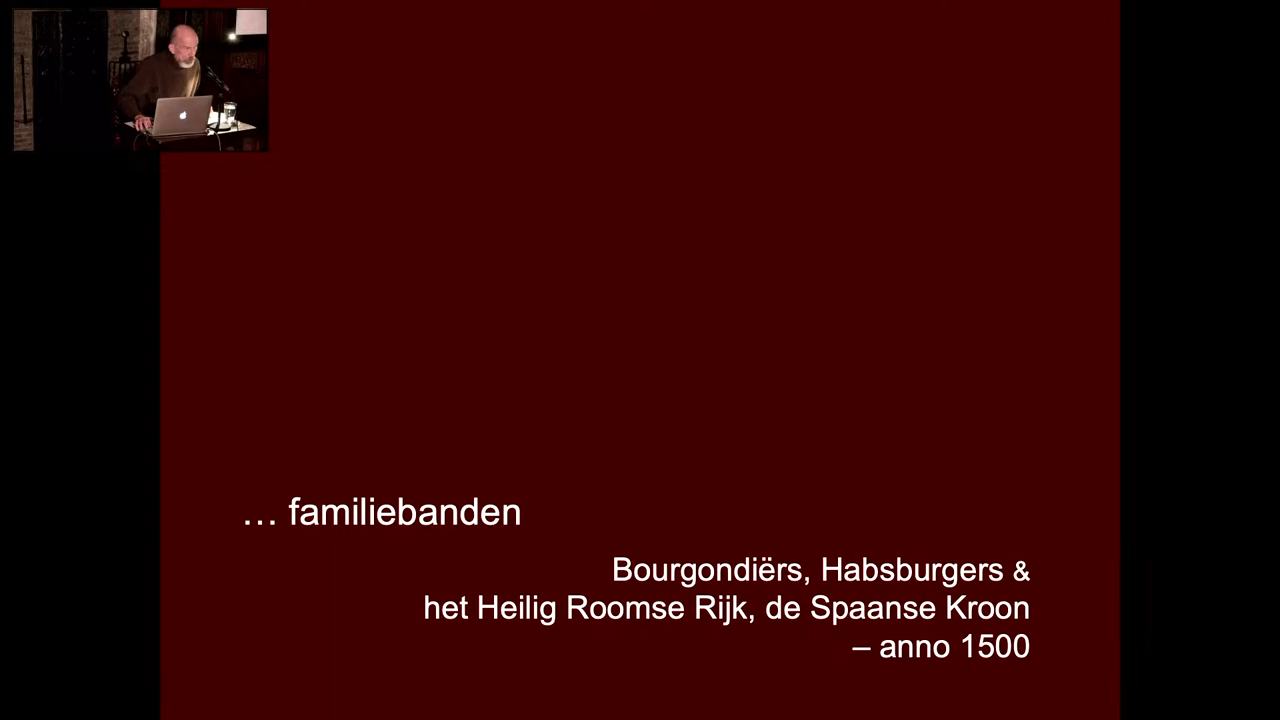 … familiebanden
Bourgondiërs, Habsburgers &
het Heilig Roomse Rijk, de Spaanse Kroon
– anno 1500